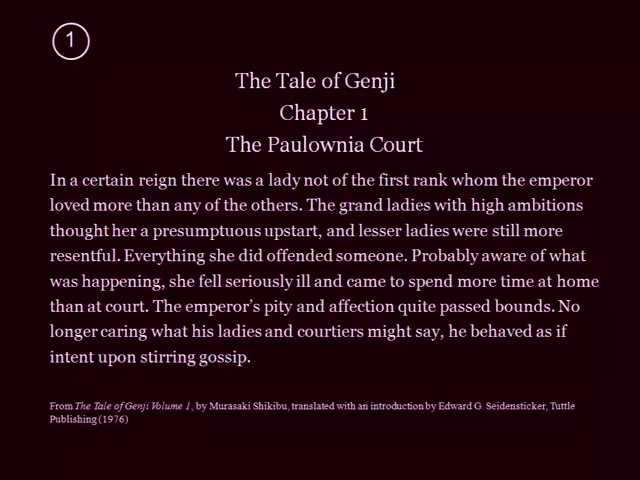 1
The Tale of Genji
Chapter 1
The Paulownia Court
In a certain reign there was a lady not of the first rank whom the emperor
loved more than any of the others. The grand ladies with high ambitions
thought her a presumptuous upstart, and lesser ladies were still more
resentful. Everything she did offended someone. Probably aware of what
was happening, she fell seriously ill and came to spend more time at home
than at court. The emperor’s pity and affection quite passed bounds. No
longer caring what his ladies and courtiers might say, he behaved as if
intent upon stirring gossip.
From The Tale of Genji Volume 1, by Murasaki Shikibu, translated with an introduction by Edward G. Seidensticker, Tuttle
Publishing (1976)